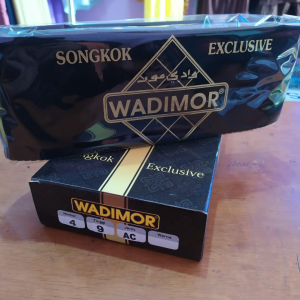 SONGKOK EXCLUSIVE
وادي مور
WADIMOR®
Songkok Exclusive
WADIMOR
4 9 AC